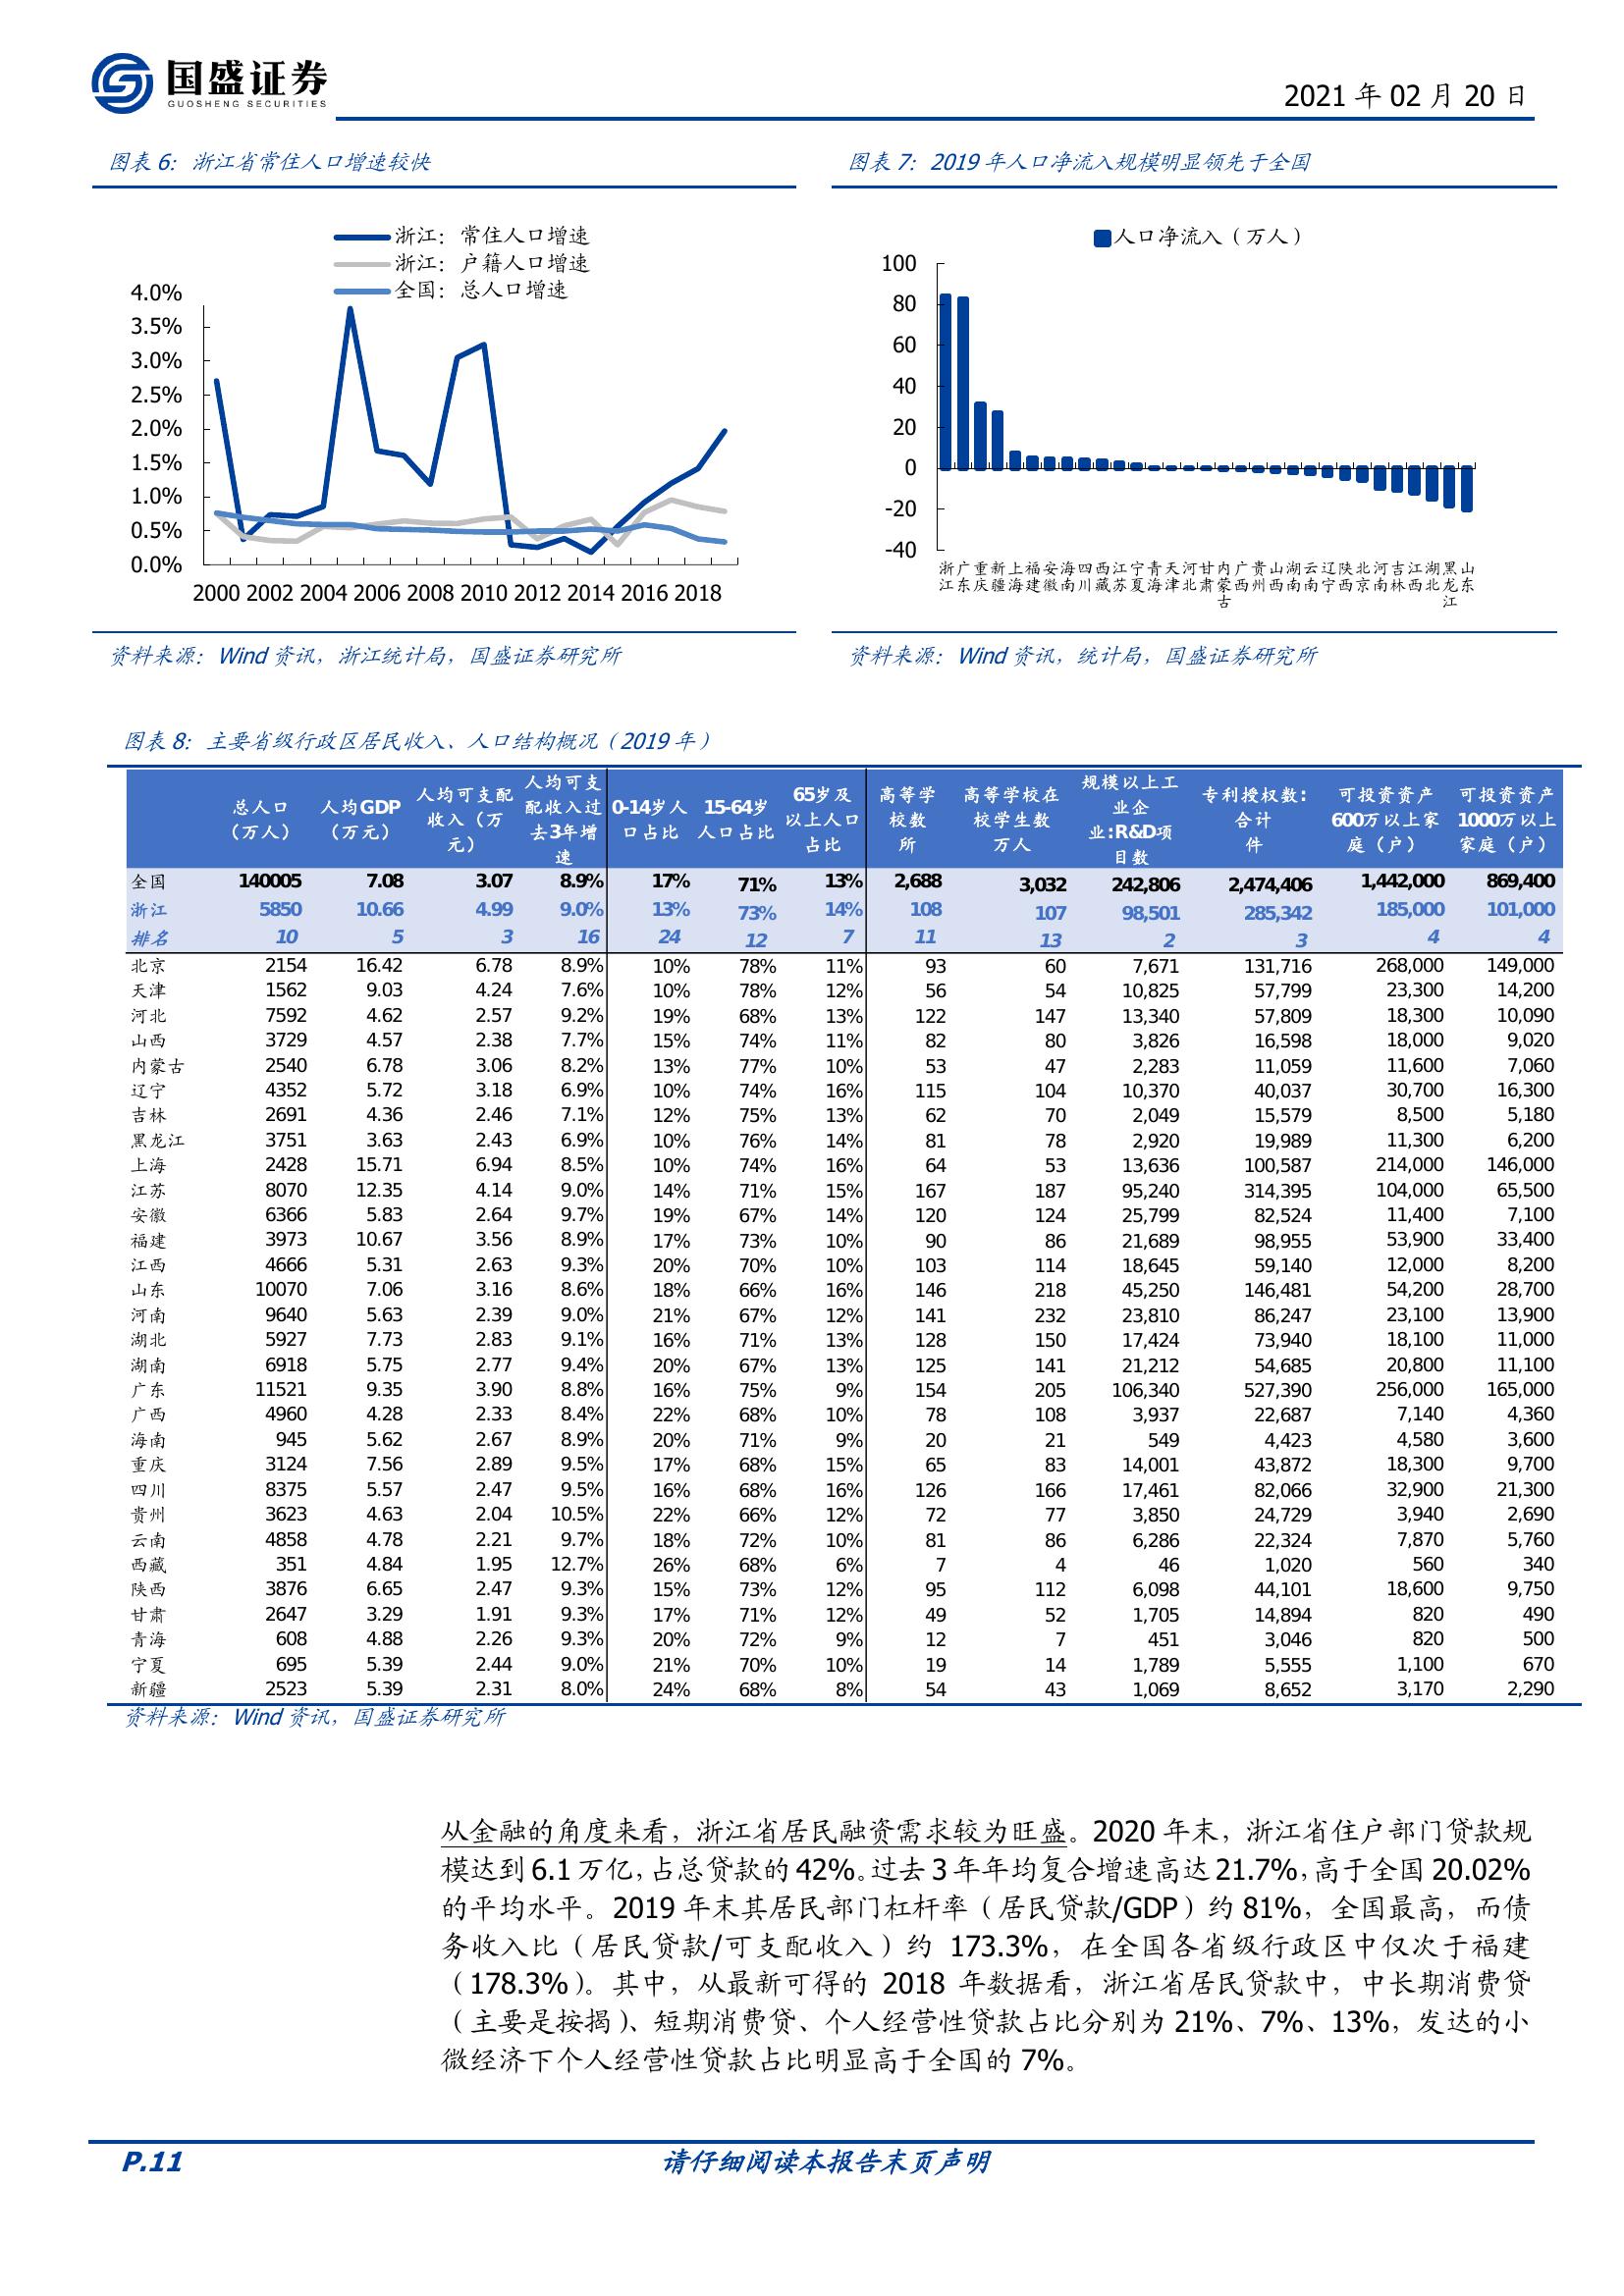 国盛证券
GUOSHENG SECURITIES
2021 年 02 月 20 日
图表 6：浙江省常住人口增速较快
浙江：常住人口增速
浙江：户籍人口增速
全国：总人口增速
4.0%
3.5%
3.0%
2.5%
2.0%
1.5%
1.0%
0.5%
0.0%
2000 2002 2004 2006 2008 2010 2012 2014 2016 2018
资料来源：Wind 资讯，浙江统计局，国盛证券研究所
图表 7：2019 年人口净流入规模明显领先于全国
人口净流入（万人）
100
80
60
40
20
0
-20
-40
浙江 广东 重庆 新疆 上海 福建 安徽 海南 四川 西藏 江苏 宁夏 青海 天津 河北 甘肃 内蒙古 广西 贵州 山西 湖南 云南 辽宁 陕西 北京 河南 吉林 江西 湖北 黑龙江 山东
资料来源：Wind 资讯，统计局，国盛证券研究所
图表 8：主要省级行政区居民收入、人口结构概况（2019 年）
总人口（万人） 人均GDP（万元） 人均可支配收入（万元） 人均可支配收入过去3年增速 0-14岁人口占比 15-64岁人口占比 65岁及以上人口占比 高等学校数 所 高等学校在校学生数 万人 规模以上工业企业:R&D项目数 专利授权数:合计 件 可投资资产600万以上家庭（户） 可投资资产1000万以上家庭（户）
全国 140005 7.08 3.07 8.9% 17% 71% 13% 2,688 3,032 242,806 2,474,406 1,442,000 869,400
浙江 5850 10.66 4.99 9.0% 13% 73% 14% 108 107 98,501 285,342 185,000 101,000
排名 10 5 3 16 24 12 7 11 13 2 3 4 4
北京 2154 16.42 6.78 8.9% 10% 78% 11% 93 60 7,671 131,716 268,000 149,000
天津 1562 9.03 4.24 7.6% 10% 78% 12% 56 54 10,825 57,799 23,300 14,200
河北 7592 4.62 2.57 9.2% 19% 68% 13% 122 147 13,340 57,809 18,300 10,090
山西 3729 4.57 2.38 7.7% 15% 74% 11% 82 80 3,826 16,598 18,000 9,020
内蒙古 2540 6.78 3.06 8.2% 13% 77% 10% 53 47 2,283 11,059 11,600 7,060
辽宁 4352 5.72 3.18 6.9% 10% 74% 16% 115 104 10,370 40,037 30,700 16,300
吉林 2691 4.36 2.46 7.1% 12% 75% 13% 62 70 2,049 15,579 8,500 5,180
黑龙江 3751 3.63 2.43 6.9% 10% 76% 14% 81 78 2,920 19,989 11,300 6,200
上海 2428 15.71 6.94 8.5% 10% 74% 16% 64 53 13,636 100,587 214,000 146,000
江苏 8070 12.35 4.14 9.0% 14% 71% 15% 167 187 95,240 314,395 104,000 65,500
安徽 6366 5.83 2.64 9.7% 19% 67% 14% 120 124 25,799 82,524 11,400 7,100
福建 3973 10.67 3.56 8.9% 17% 73% 10% 90 86 21,689 98,955 53,900 33,400
江西 4666 5.31 2.63 9.3% 20% 70% 10% 103 114 18,645 59,140 12,000 8,200
山东 10070 7.06 3.16 8.6% 18% 66% 16% 146 218 45,250 146,481 54,200 28,700
河南 9640 5.63 2.39 9.0% 21% 67% 12% 141 232 23,810 86,247 23,100 13,900
湖北 5927 7.73 2.83 9.1% 16% 71% 13% 128 150 17,424 73,940 18,100 11,000
湖南 6918 5.75 2.77 9.4% 20% 67% 13% 125 141 21,212 54,685 20,800 11,100
广东 11521 9.35 3.90 8.8% 16% 75% 9% 154 205 106,340 527,390 256,000 165,000
广西 4960 4.28 2.33 8.4% 22% 68% 10% 78 108 3,937 22,687 7,140 4,360
海南 945 5.62 2.67 8.9% 20% 71% 9% 20 21 549 4,423 4,580 3,600
重庆 3124 7.56 2.89 9.5% 17% 68% 15% 65 83 14,001 43,872 18,300 9,700
四川 8375 5.57 2.47 9.5% 16% 68% 16% 126 166 17,461 82,066 32,900 21,300
贵州 3623 4.63 2.04 10.5% 22% 66% 12% 72 77 3,850 24,729 3,940 2,690
云南 4858 4.78 2.21 9.7% 18% 72% 10% 81 86 6,286 22,324 7,870 5,760
西藏 351 4.84 1.95 12.7% 26% 68% 6% 7 4 46 1,020 560 340
陕西 3876 6.65 2.47 9.3% 15% 73% 12% 95 112 6,098 44,101 18,600 9,750
甘肃 2647 3.29 1.91 9.3% 17% 71% 12% 49 52 1,705 14,894 820 490
青海 608 4.88 2.26 9.3% 20% 72% 9% 12 7 451 3,046 820 500
宁夏 695 5.39 2.44 9.0% 21% 70% 10% 19 14 1,789 5,555 1,100 670
新疆 2523 5.39 2.31 8.0% 24% 68% 8% 54 43 1,069 8,652 3,170 2,290
资料来源：Wind 资讯，国盛证券研究所
从金融的角度来看，浙江省居民融资需求较为旺盛。2020 年末，浙江省住户部门贷款规
模达到 6.1 万亿，占总贷款的 42%。过去 3 年年均复合增速高达 21.7%，高于全国 20.02%
的平均水平。2019 年末其居民部门杠杆率（居民贷款/GDP）约 81%，全国最高，而债
务收入比（居民贷款/可支配收入）约 173.3%，在全国各省级行政区中仅次于福建
（178.3%）。其中，从最新可得的 2018 年数据看，浙江省居民贷款中，中长期消费贷
（主要是按揭）、短期消费贷、个人经营性贷款占比分别为 21%、7%、13%，发达的小
微经济下个人经营性贷款占比明显高于全国的 7%。
P.11
请仔细阅读本报告末页声明